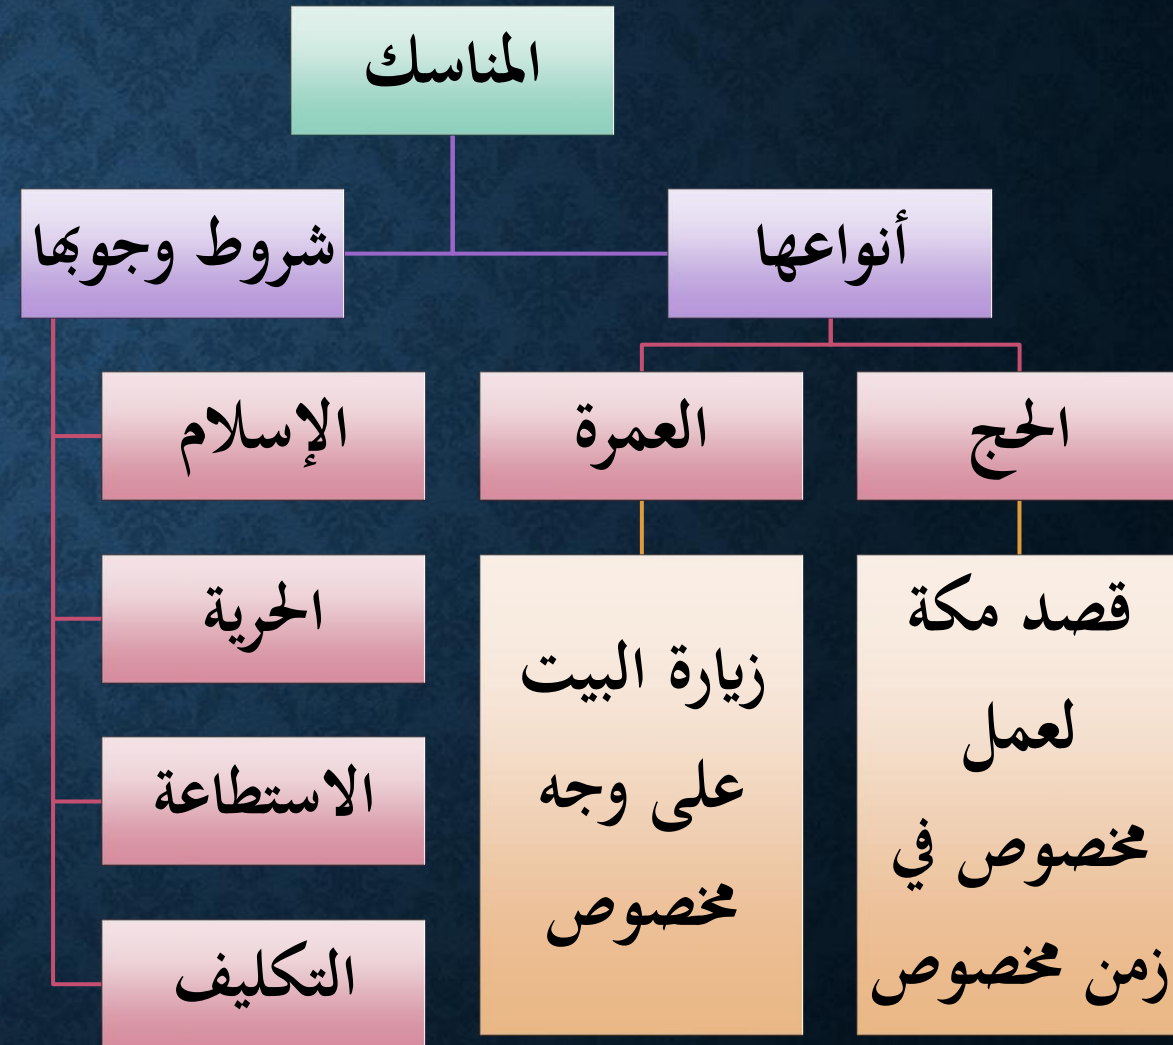 المناسك
أنواعها
شروط وجوبها
الحج
العمرة
الإسلام
قصد مكة
لعمل
مخصوص في
زمن مخصوص
زيارة البيت
على وجه
مخصوص
الحرية
الاستطاعة
التكليف